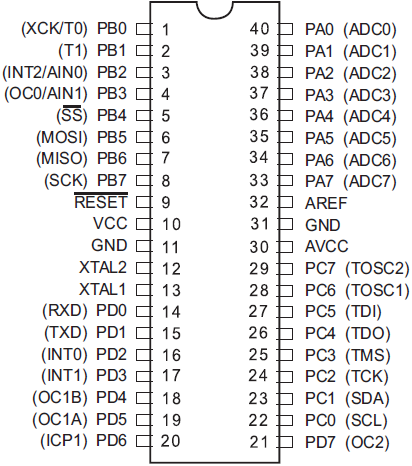 (XCK/T0) PB0 1 40 PA0 (ADC0)
(T1) PB1 2 39 PA1 (ADC1)
(INT2/AIN0) PB2 3 38 PA2 (ADC2)
(OC0/AIN1) PB3 4 37 PA3 (ADC3)
(SS) PB4 5 36 PA4 (ADC4)
(MOSI) PB5 6 35 PA5 (ADC5)
(MISO) PB6 7 34 PA6 (ADC6)
(SCK) PB7 8 33 PA7 (ADC7)
RESET 9 32 AREF
VCC 10 31 GND
GND 11 30 AVCC
XTAL2 12 29 PC7 (TOSC2)
XTAL1 13 28 PC6 (TOSC1)
(RXD) PD0 14 27 PC5 (TDI)
(TXD) PD1 15 26 PC4 (TDO)
(INT0) PD2 16 25 PC3 (TMS)
(INT1) PD3 17 24 PC2 (TCK)
(OC1B) PD4 18 23 PC1 (SDA)
(OC1A) PD5 19 22 PC0 (SCL)
(ICP1) PD6 20 21 PD7 (OC2)